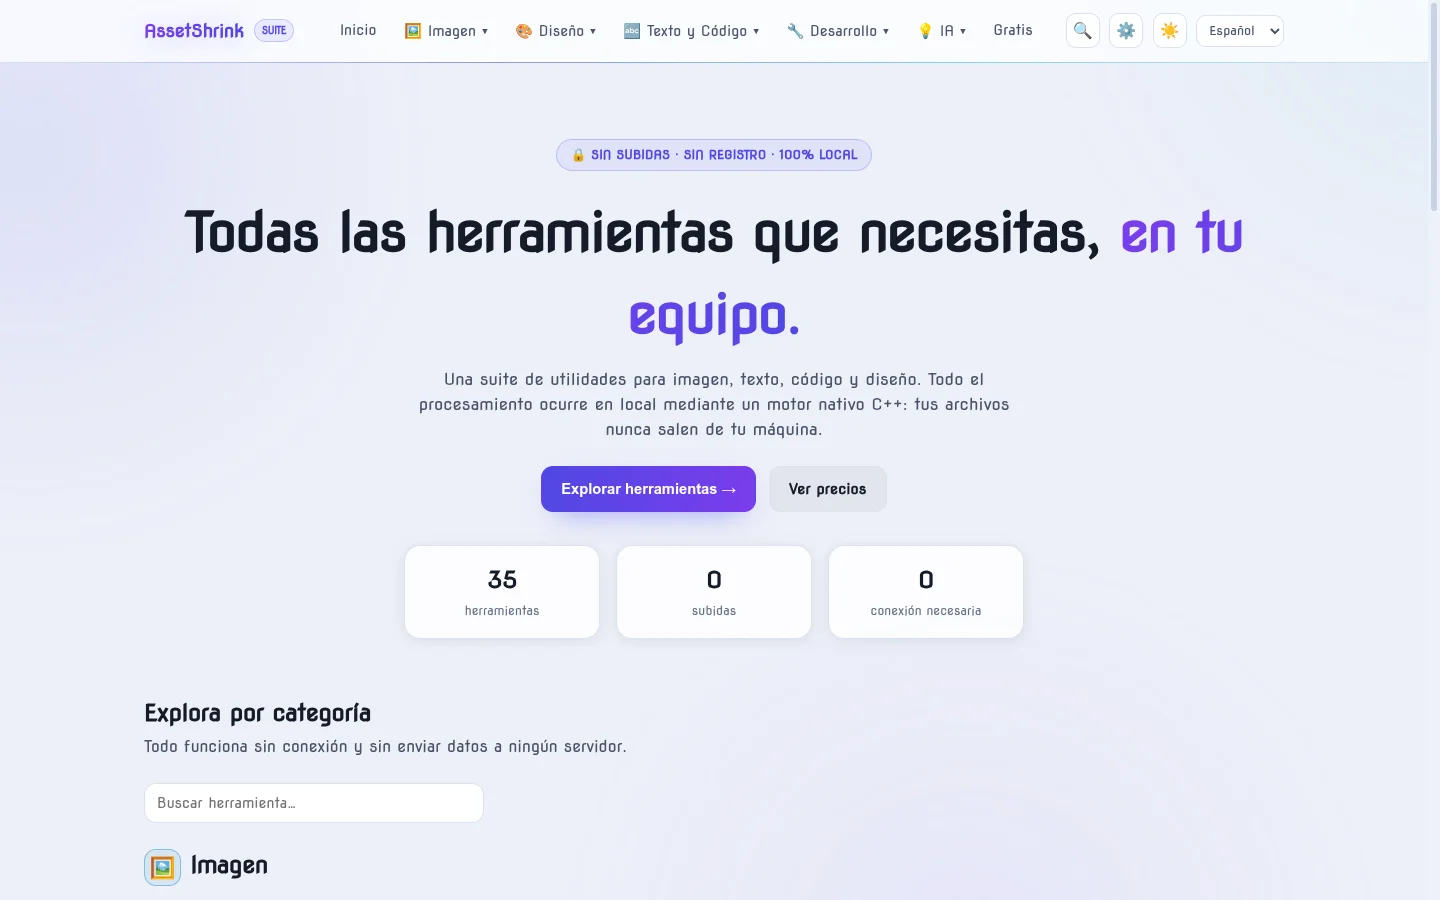 AssetShrink SUITE Inicio Imagen ▾ Diseño ▾ abc Texto y Código ▾ Desarrollo ▾ IA ▾ Gratis Español
SIN SUBIDAS · SIN REGISTRO · 100% LOCAL
Todas las herramientas que necesitas, en tu
equipo.
Una suite de utilidades para imagen, texto, código y diseño. Todo el
procesamiento ocurre en local mediante un motor nativo C++: tus archivos
nunca salen de tu máquina.
Explorar herramientas → Ver precios
35 0 0
herramientas subidas conexión necesaria
Explora por categoría
Todo funciona sin conexión y sin enviar datos a ningún servidor.
Buscar herramienta…
Imagen